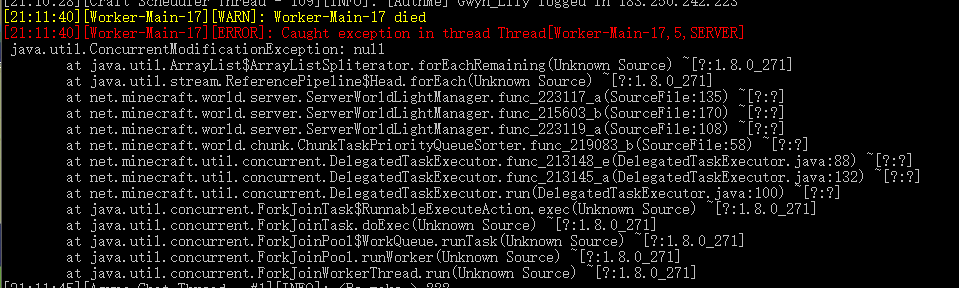 [21:10:28][Craft Scheduler Thread - 109][INFO]: [AuthMe] Gwyn_Lily logged in 183.250.242.223
[21:11:40][Worker-Main-17][WARN]: Worker-Main-17 died
[21:11:40][Worker-Main-17][ERROR]: Caught exception in thread Thread[Worker-Main-17,5,SERVER]
java.util.ConcurrentModificationException: null
at java.util.ArrayList$ArrayListSpliterator.forEachRemaining(Unknown Source) ~[?:1.8.0_271]
at java.util.stream.ReferencePipeline$Head.forEach(Unknown Source) ~[?:1.8.0_271]
at net.minecraft.world.server.ServerWorldLightManager.func_223117_a(SourceFile:135) ~[?:?]
at net.minecraft.world.server.ServerWorldLightManager.func_215603_b(SourceFile:170) ~[?:?]
at net.minecraft.world.server.ServerWorldLightManager.func_223119_a(SourceFile:108) ~[?:?]
at net.minecraft.world.chunk.ChunkTaskPriorityQueueSorter.func_219083_b(SourceFile:58) ~[?:?]
at net.minecraft.util.concurrent.DelegatedTaskExecutor.func_213148_e(DelegatedTaskExecutor.java:88) ~[?:?]
at net.minecraft.util.concurrent.DelegatedTaskExecutor.func_213145_a(DelegatedTaskExecutor.java:132) ~[?:?]
at net.minecraft.util.concurrent.DelegatedTaskExecutor.run(DelegatedTaskExecutor.java:100) ~[?:?]
at java.util.concurrent.ForkJoinTask$RunnableExecuteAction.exec(Unknown Source) ~[?:1.8.0_271]
at java.util.concurrent.ForkJoinTask.doExec(Unknown Source) ~[?:1.8.0_271]
at java.util.concurrent.ForkJoinPool$WorkQueue.runTask(Unknown Source) ~[?:1.8.0_271]
at java.util.concurrent.ForkJoinPool.runWorker(Unknown Source) ~[?:1.8.0_271]
at java.util.concurrent.ForkJoinWorkerThread.run(Unknown Source) ~[?:1.8.0_271]
[21:11:45][Async Chat Thread - #1][INFO]: